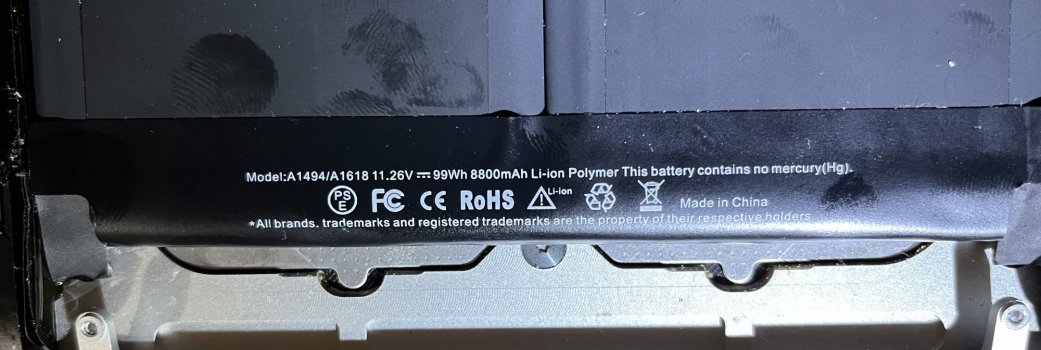 Model:A1494/A1618 11.26V ⎓ 99Wh 8800mAh Li-ion Polymer This battery contains no mercury(Hg).
PS E FC CE RoHS Li-ion Made in China
*All brands. trademarks and registered trademarks are the property of their respective holders